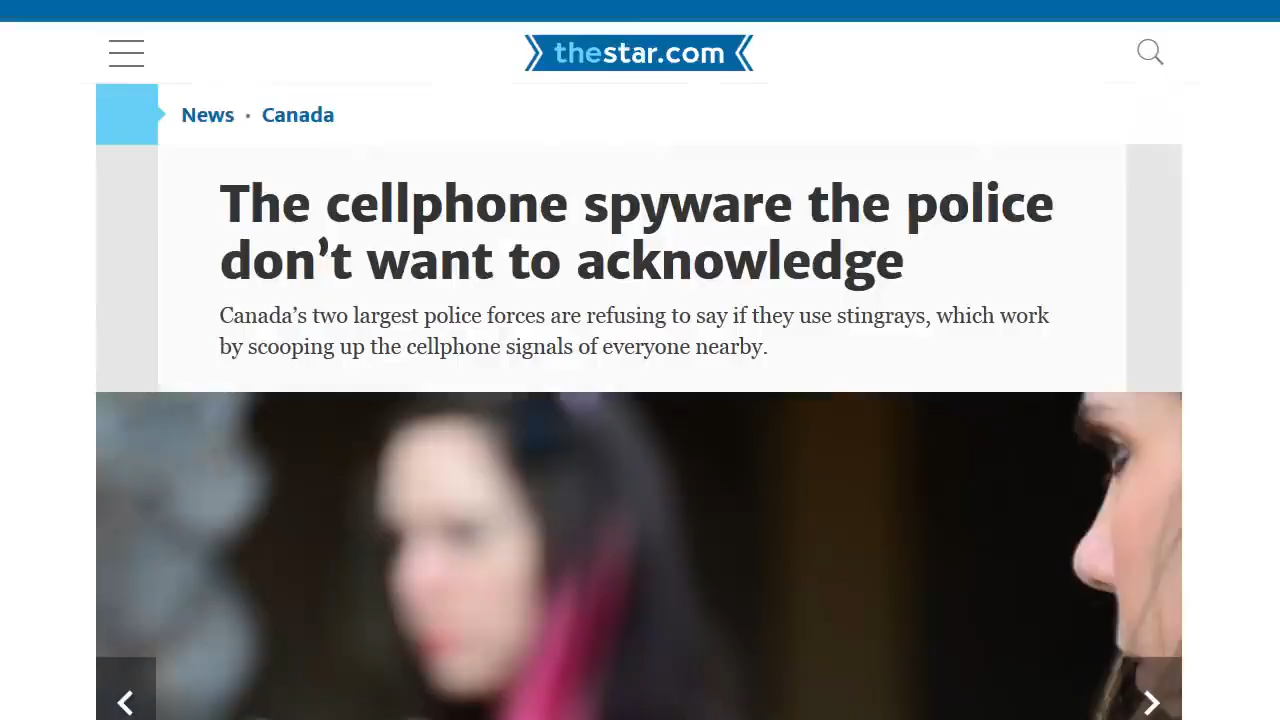 thestar.com
News • Canada
The cellphone spyware the police
don’t want to acknowledge
Canada’s two largest police forces are refusing to say if they use stingrays, which work
by scooping up the cellphone signals of everyone nearby.